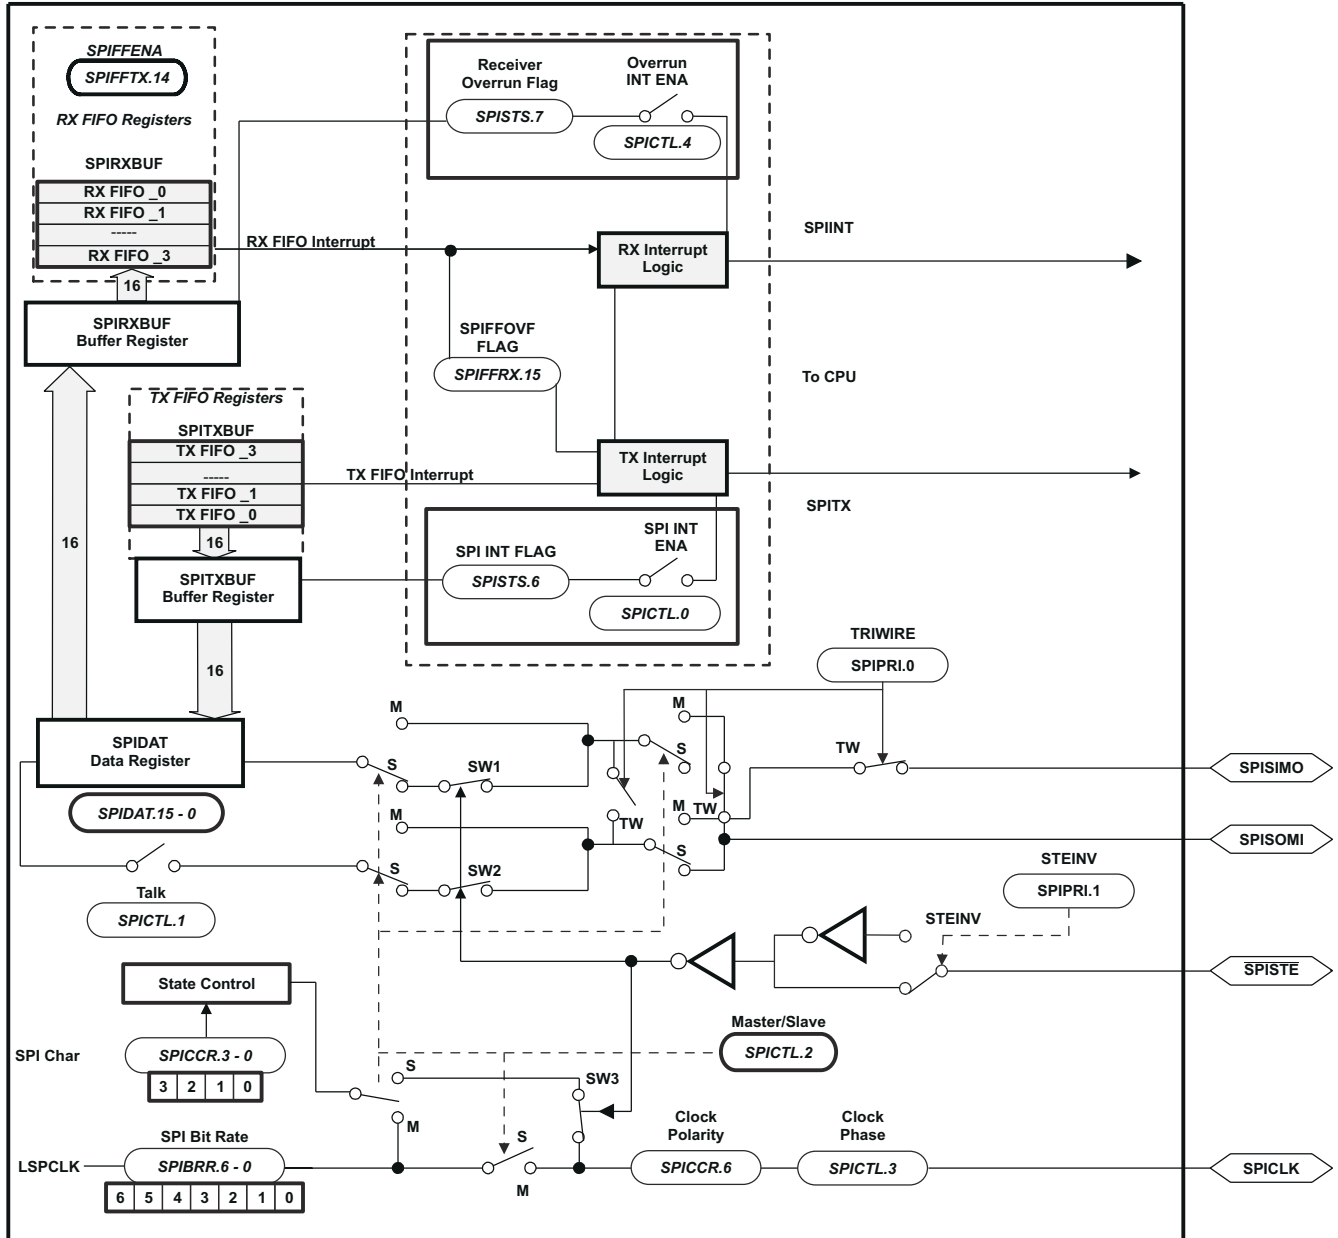 SPIFFENA
SPIFFTX.14
RX FIFO Registers
SPIRXBUF
RX FIFO _0
RX FIFO _1
-----
RX FIFO _3
16
SPIRXBUF
Buffer Register
RX FIFO Interrupt
Receiver
Overrun Flag
SPISTS.7
Overrun
INT ENA
SPICTL.4
RX Interrupt
Logic
SPIINT
SPIFFOVF
FLAG
SPIFFRX.15
To CPU
TX FIFO Registers
SPITXBUF
TX FIFO _3
-----
TX FIFO _1
TX FIFO _0
16
16
SPITXBUF
Buffer Register
TX FIFO Interrupt
TX Interrupt
Logic
SPITX
SPI INT FLAG
SPISTS.6
SPI INT
ENA
SPICTL.0
16
TRIWIRE
SPIPRI.0
SPIDAT
Data Register
SPIDAT.15 - 0
M
S
SW1
M
S
SW2
TW
M
S
M
TW
S
TW
SPISIMO
SPISOMI
Talk
SPICTL.1
STEINV
SPIPRI.1
STEINV
SPISTE
State Control
SPI Char
SPICCR.3 - 0
3 2 1 0
Master/Slave
SPICTL.2
S
M
SW3
SPI Bit Rate
LSPCLK
SPIBRR.6 - 0
6 5 4 3 2 1 0
S
M
Clock
Polarity
SPICCR.6
Clock
Phase
SPICTL.3
SPICLK